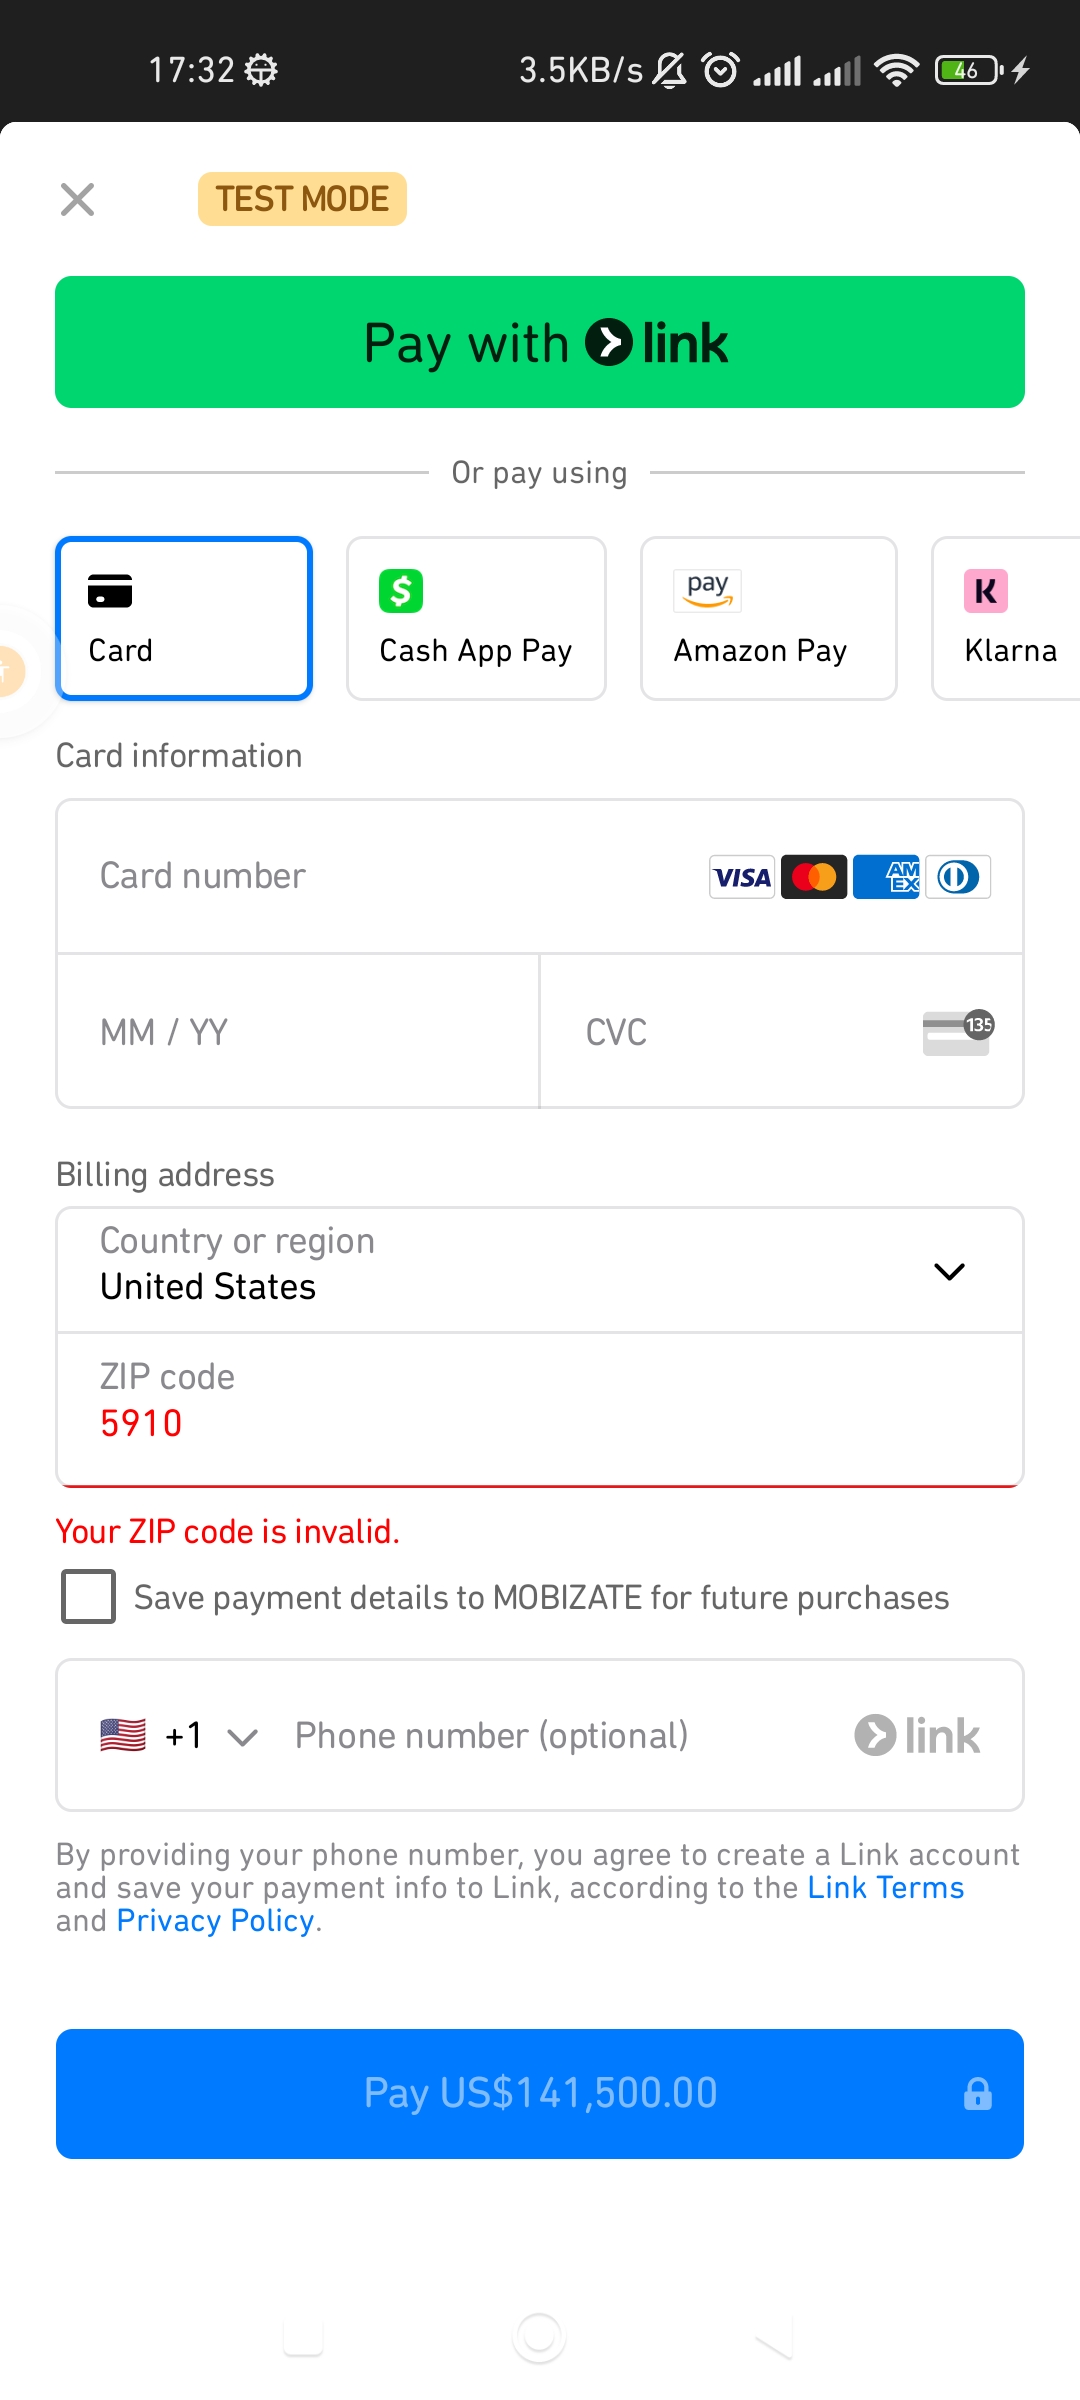 17:32
3.5KB/s
46
TEST MODE
Pay with link
Or pay using
Card
Cash App Pay
pay
Amazon Pay
K
Klarna
Card information
Card number
VISA
AM
EX
MM / YY
CVC
135
Billing address
Country or region
United States
ZIP code
5910
Your ZIP code is invalid.
Save payment details to MOBIZATE for future purchases
+1
Phone number (optional)
link
By providing your phone number, you agree to create a Link account
and save your payment info to Link, according to the Link Terms
and Privacy Policy.
Pay US$141,500.00